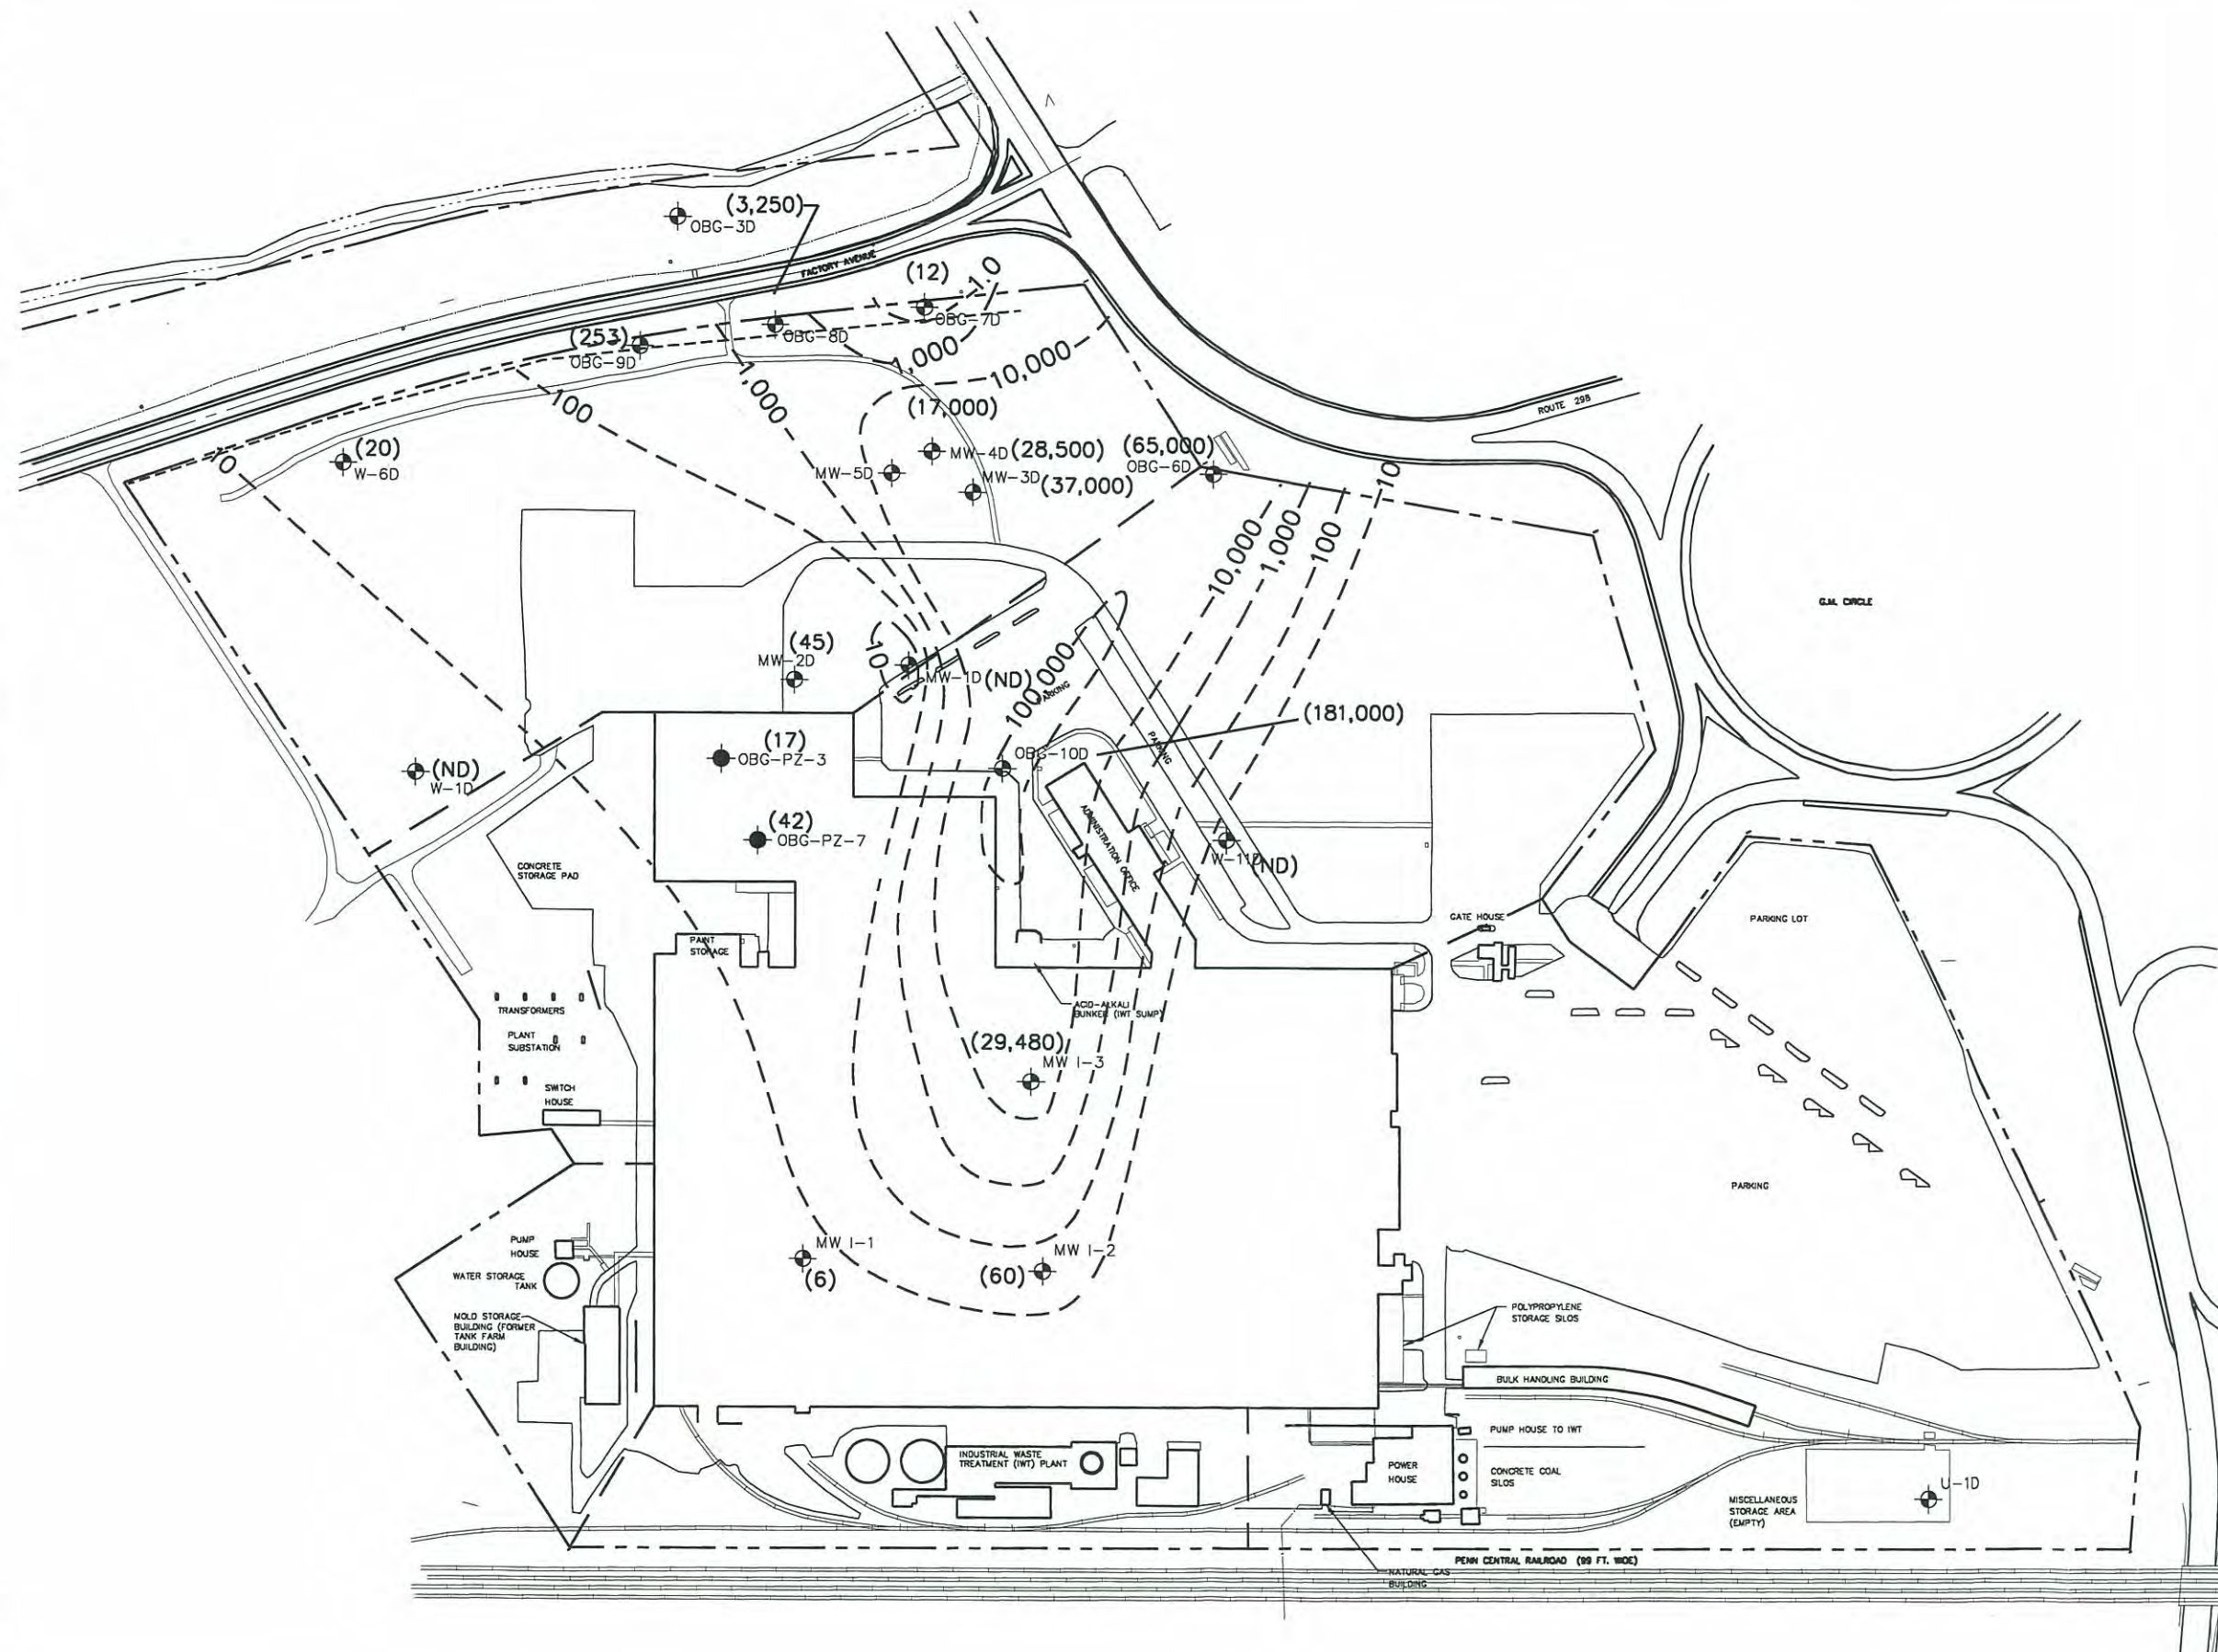 (3,250)
OBG-3D
FACTORY AVENUE
(12)
1.0
OBG-7D
(253)
OBG-9D
OBG-8D
1,000
10,000
1,000
100
(17,000)
ROUTE 298
(20)
W-6D
10
MW-4D (28,500)
(65,000)
OBG-6D
MW-5D
MW-3D (37,000)
10
10,000
1,000
100
G.M. CIRCLE
(45)
MW-2D
10
MW-1D (ND)
100,000
PARKING
(181,000)
PARKING
(17)
OBG-PZ-3
OBG-10D
(ND)
W-1D
(42)
OBG-PZ-7
ADMINISTRATION OFFICE
W-11D
(ND)
CONCRETE
STORAGE PAD
GATE HOUSE
PARKING LOT
PAINT
STORAGE
TRANSFORMERS
ACID-ALKALI
BUNKER (IWT SUMP)
PLANT
SUBSTATION
(29,480)
MW I-3
SWITCH
HOUSE
PARKING
PUMP
HOUSE
MW I-1
(6)
MW I-2
(60)
WATER STORAGE
TANK
MOLD STORAGE
BUILDING (FORMER
TANK FARM
BUILDING)
POLYPROPYLENE
STORAGE SILOS
BULK HANDLING BUILDING
PUMP HOUSE TO IWT
INDUSTRIAL WASTE
TREATMENT (IWT) PLANT
POWER
HOUSE
CONCRETE COAL
SILOS
U-1D
MISCELLANEOUS
STORAGE AREA
(EMPTY)
PENN CENTRAL RAILROAD (99 FT. WIDE)
NATURAL GAS
BUILDING